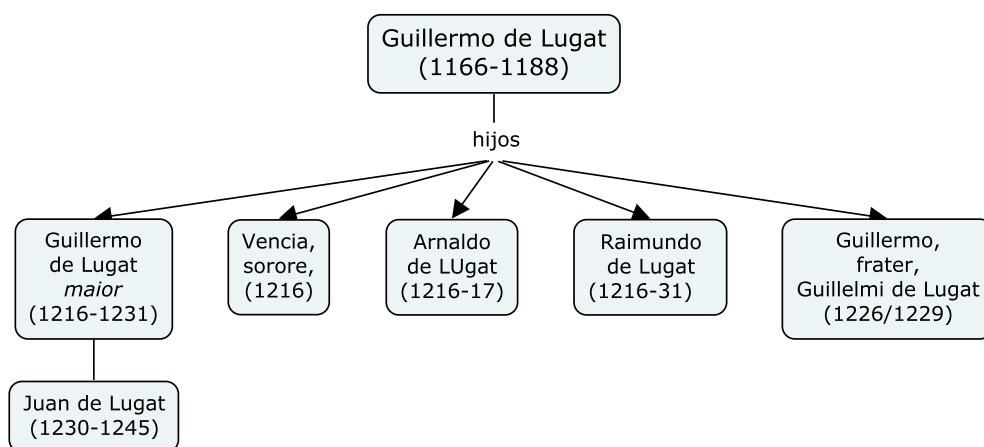 Guillermo de Lugat
(1166-1188)
hijos
Guillermo
de Lugat
maior
(1216-1231)
Vencia,
sorore,
(1216)
Arnaldo
de LUgat
(1216-17)
Raimundo
de Lugat
(1216-31)
Guillermo,
frater,
Guillelmi de Lugat
(1226/1229)
Juan de Lugat
(1230-1245)